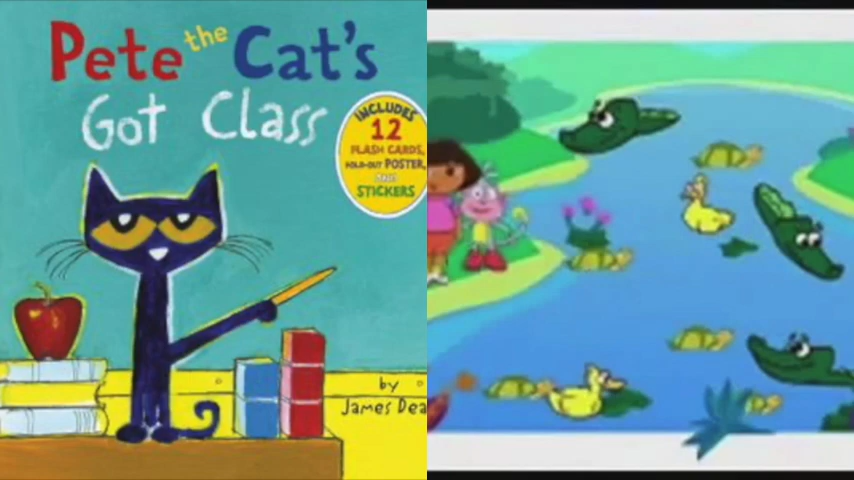 Pete the Cat's
Got Class
INCLUDES
12
FLASH CARDS,
FOLD-OUT POSTER,
AND
STICKERS
by
James Dea